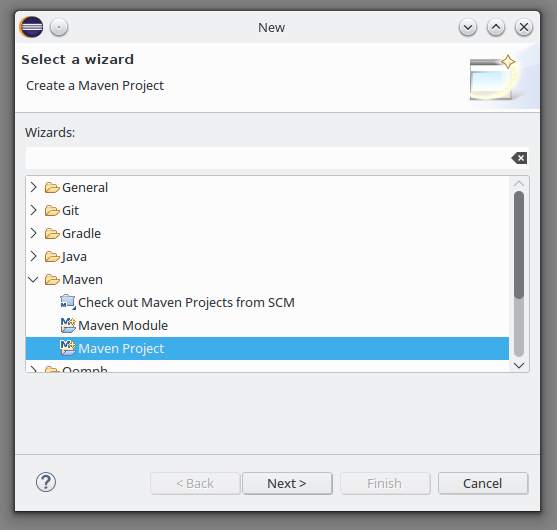 New
Select a wizard
Create a Maven Project
Wizards:
General
Git
Gradle
Java
Maven
Check out Maven Projects from SCM
Maven Module
Maven Project
Oomph
? < Back Next > Finish Cancel